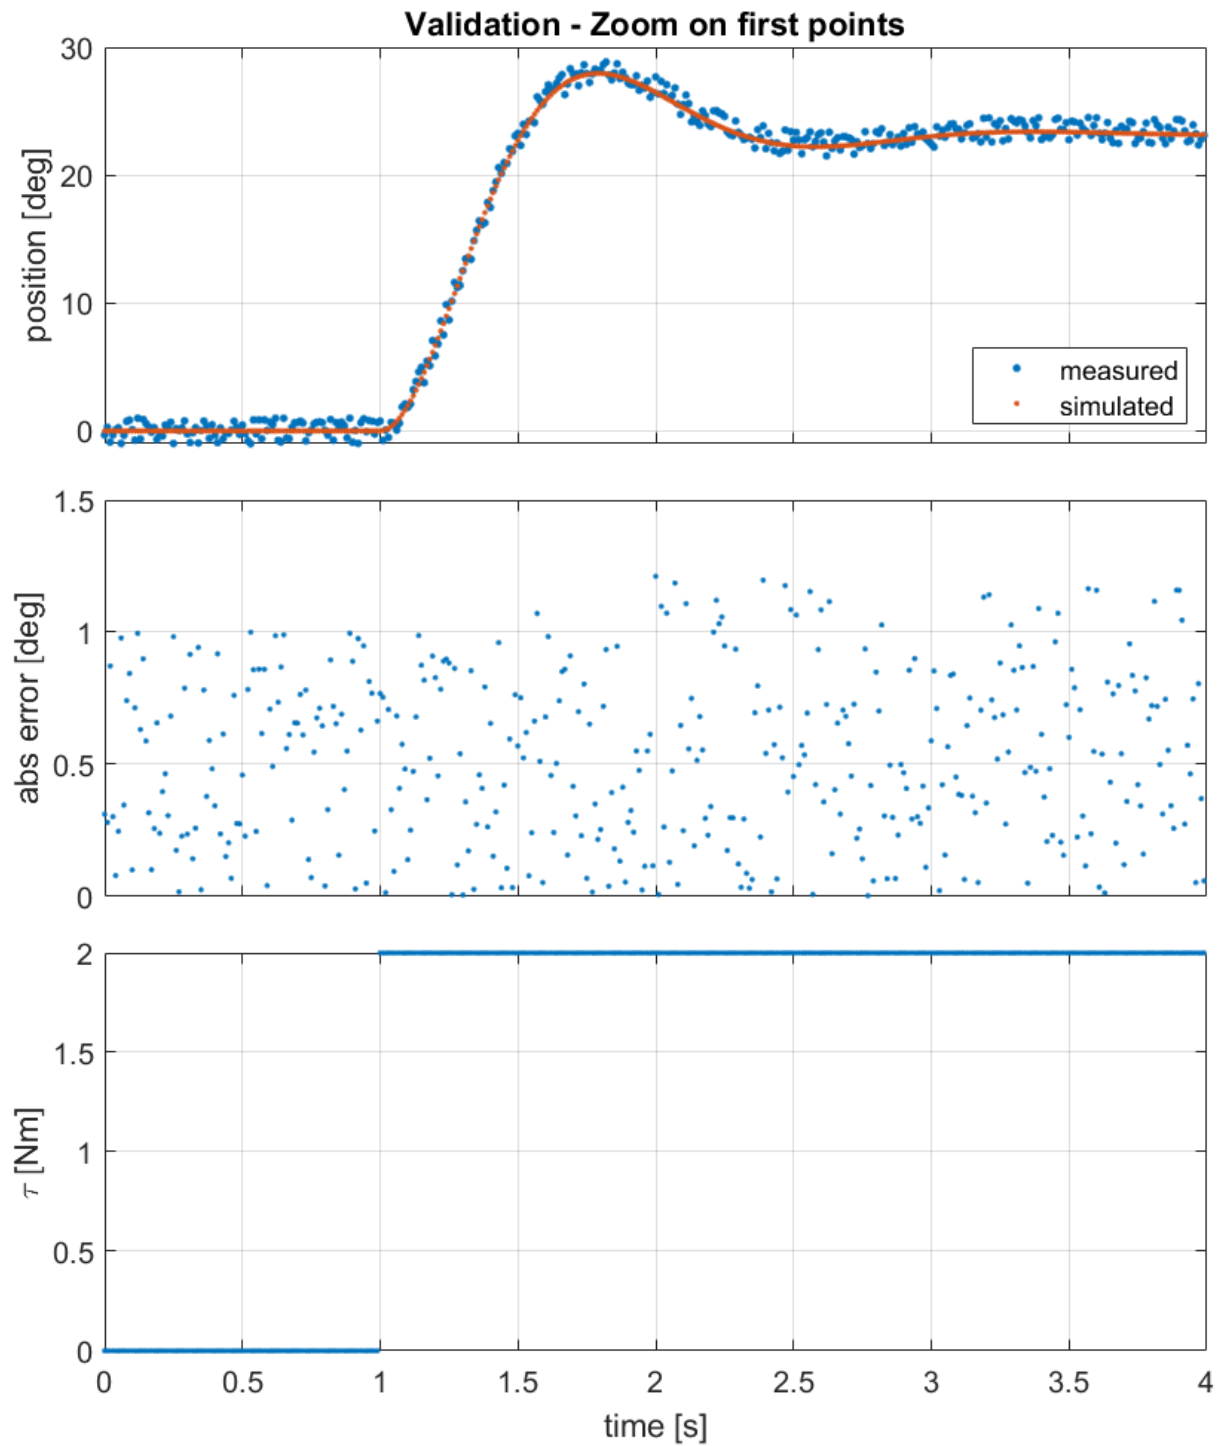 Validation - Zoom on first points
30
20
10
0
position [deg]
measured
simulated
1.5
1
0.5
0
abs error [deg]
2
1.5
1
0.5
0
τ [Nm]
0 0.5 1 1.5 2 2.5 3 3.5 4
time [s]